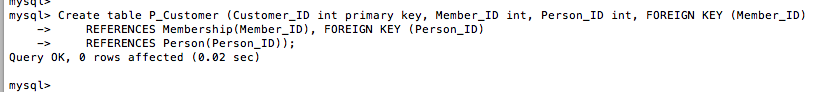 mysql>
mysql> Create table P_Customer (Customer_ID int primary key, Member_ID int, Person_ID int, FOREIGN KEY (Member_ID)
    -> REFERENCES Membership(Member_ID), FOREIGN KEY (Person_ID)
    -> REFERENCES Person(Person_ID));
Query OK, 0 rows affected (0.02 sec)
mysql>